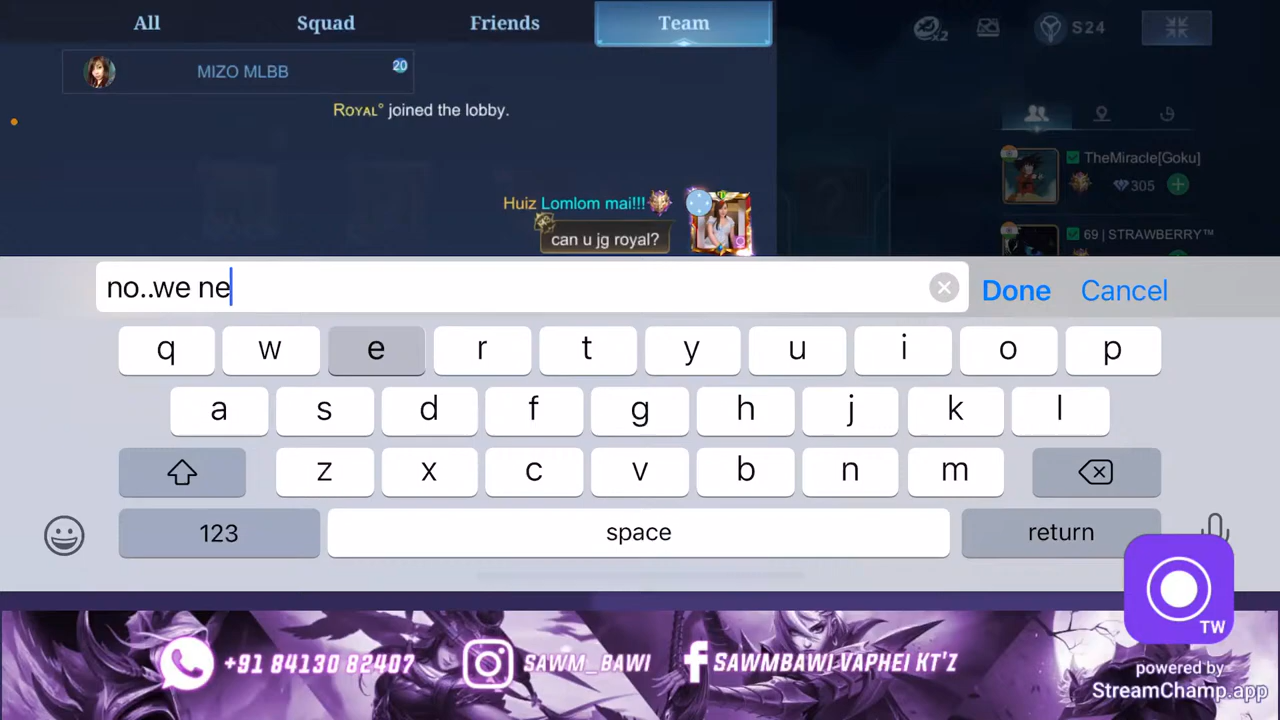 All Squad Friends Team
x2 S24
MIZO MLBB 20
ROYAL° joined the lobby.
TheMiracle[Goku]
305
Huiz Lomlom mai!!!
can u jg royal?
69 | STRAWBERRY™
no..we ne
Done Cancel
q w e r t y u i o p
a s d f g h j k l
z x c v b n m
123 space return
TW
+91 84130 82407 SAWM_BAWI SAWMBAWI VAPHEI KT'Z
powered by
StreamChamp.app